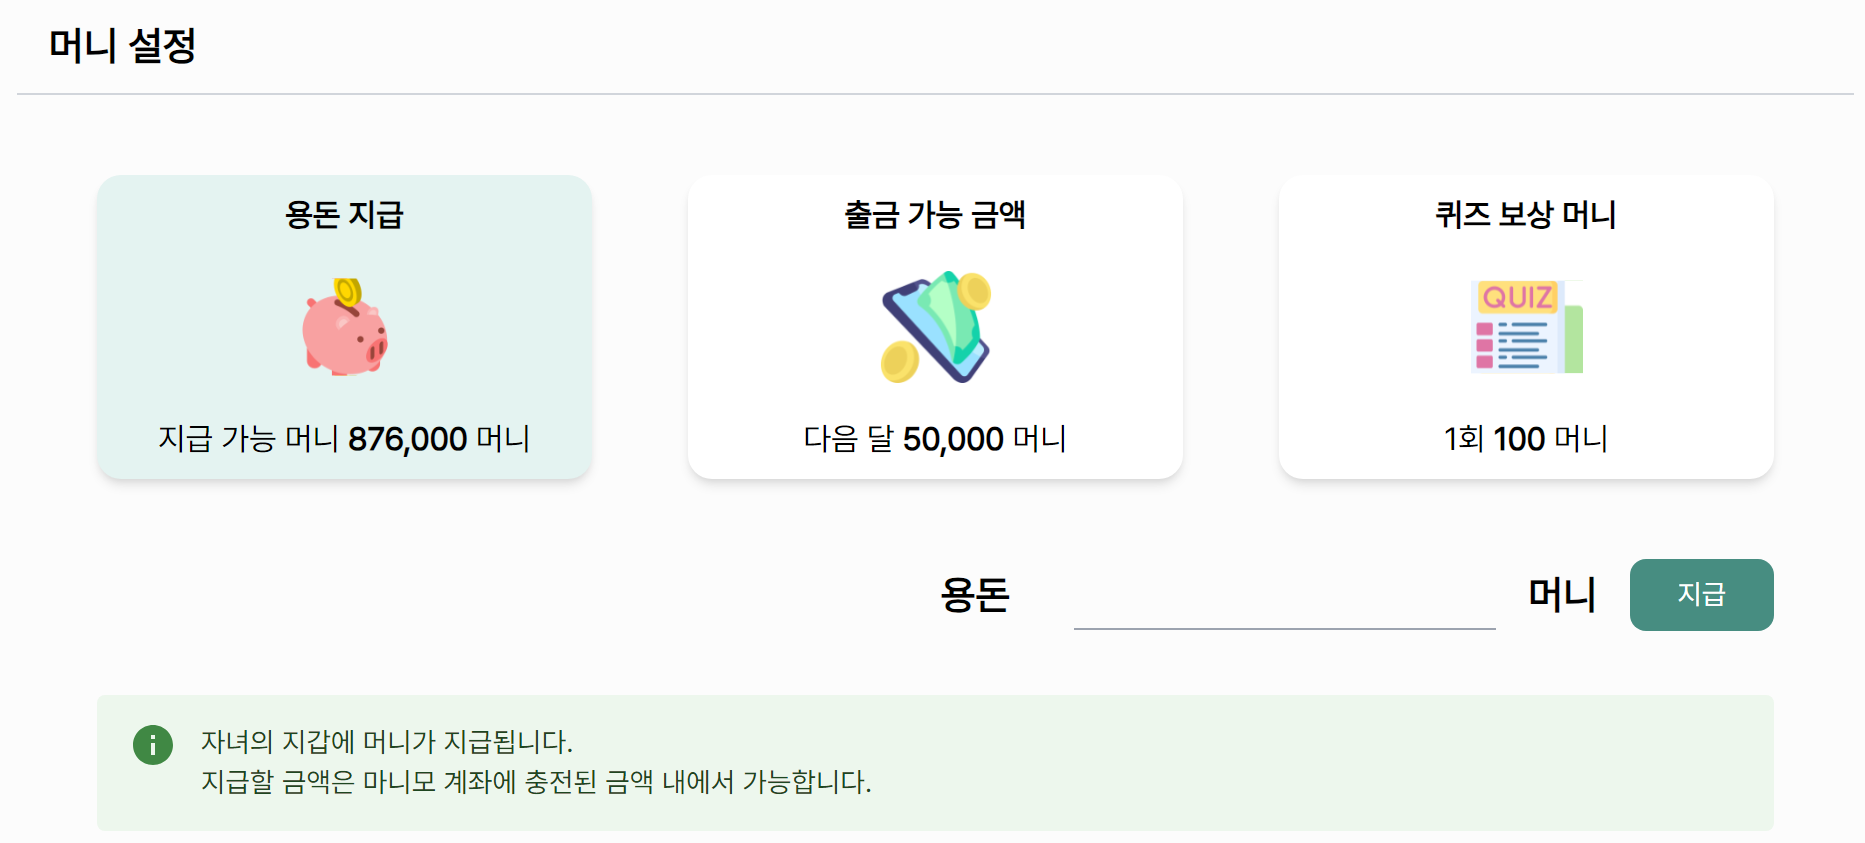 머니 설정
용돈 지급
지급 가능 머니 876,000 머니
출금 가능 금액
다음 달 50,000 머니
퀴즈 보상 머니
QUIZ
1회 100 머니
용돈 머니 지급
자녀의 지갑에 머니가 지급됩니다.
지급할 금액은 마니모 계좌에 충전된 금액 내에서 가능합니다.